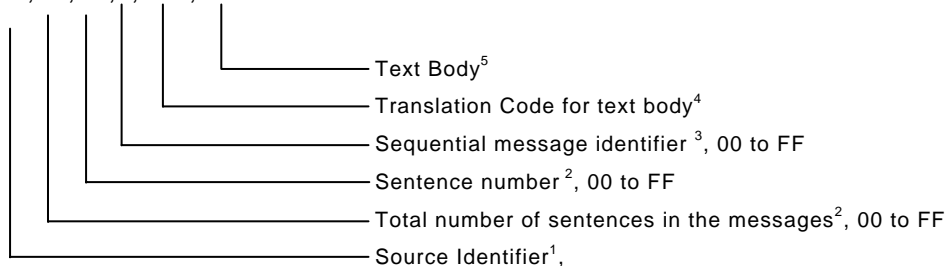 Text Body⁵
Translation Code for text body⁴
Sequential message identifier ³, 00 to FF
Sentence number ², 00 to FF
Total number of sentences in the messages², 00 to FF
Source Identifier¹,